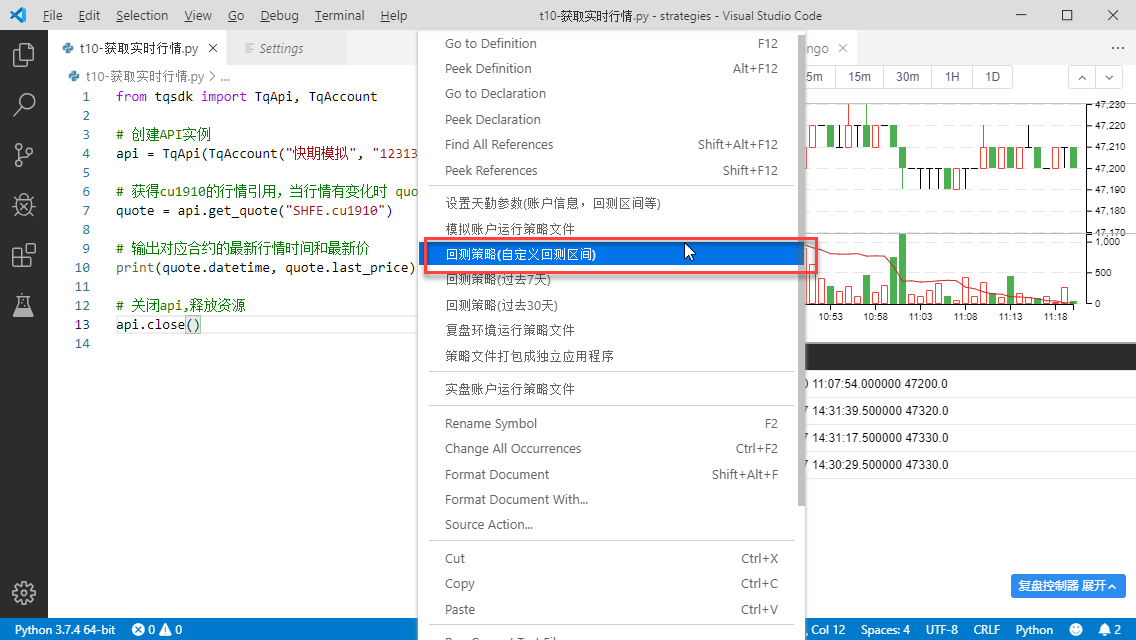 File Edit Selection View Go Debug Terminal Help t10-获取实时行情.py - strategies - Visual Studio Code
t10-获取实时行情.py Settings
t10-获取实时行情.py > ...
1 from tqsdk import TqApi, TqAccount
2
3 # 创建API实例
4 api = TqApi(TqAccount("快期模拟", "12313
5
6 # 获得cu1910的行情引用，当行情有变化时 quo
7 quote = api.get_quote("SHFE.cu1910")
8
9 # 输出对应合约的最新行情时间和最新价
10 print(quote.datetime, quote.last_price)
11
12 # 关闭api,释放资源
13 api.close()
14
Go to Definition F12
Peek Definition Alt+F12
Go to Declaration
Peek Declaration
Find All References Shift+Alt+F12
Peek References Shift+F12
设置天勤参数(账户信息，回测区间等)
模拟账户运行策略文件
回测策略(自定义回测区间)
回测策略(过去7天)
回测策略(过去30天)
复盘环境运行策略文件
策略文件打包成独立应用程序
实盘账户运行策略文件
Rename Symbol F2
Change All Occurrences Ctrl+F2
Format Document Shift+Alt+F
Format Document With...
Source Action...
Cut Ctrl+X
Copy Ctrl+C
Paste Ctrl+V
ngo
5m 15m 30m 1H 1D
47,230
47,220
47,210
47,200
47,190
47,180
47,170
1,000
500
0
10:53 10:58 11:03 11:08 11:13 11:18
11:07:54.000000 47200.0
14:31:39.500000 47320.0
14:31:17.500000 47330.0
14:30:29.500000 47330.0
复盘控制器 展开
Python 3.7.4 64-bit 0 0 , Col 12 Spaces: 4 UTF-8 CRLF Python 2